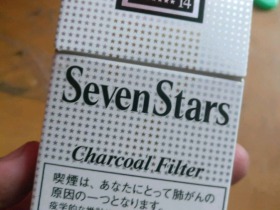 14
Seven Stars
Charcoal Filter
喫煙は、あなたにとって肺がんの
原因の一つとなります。